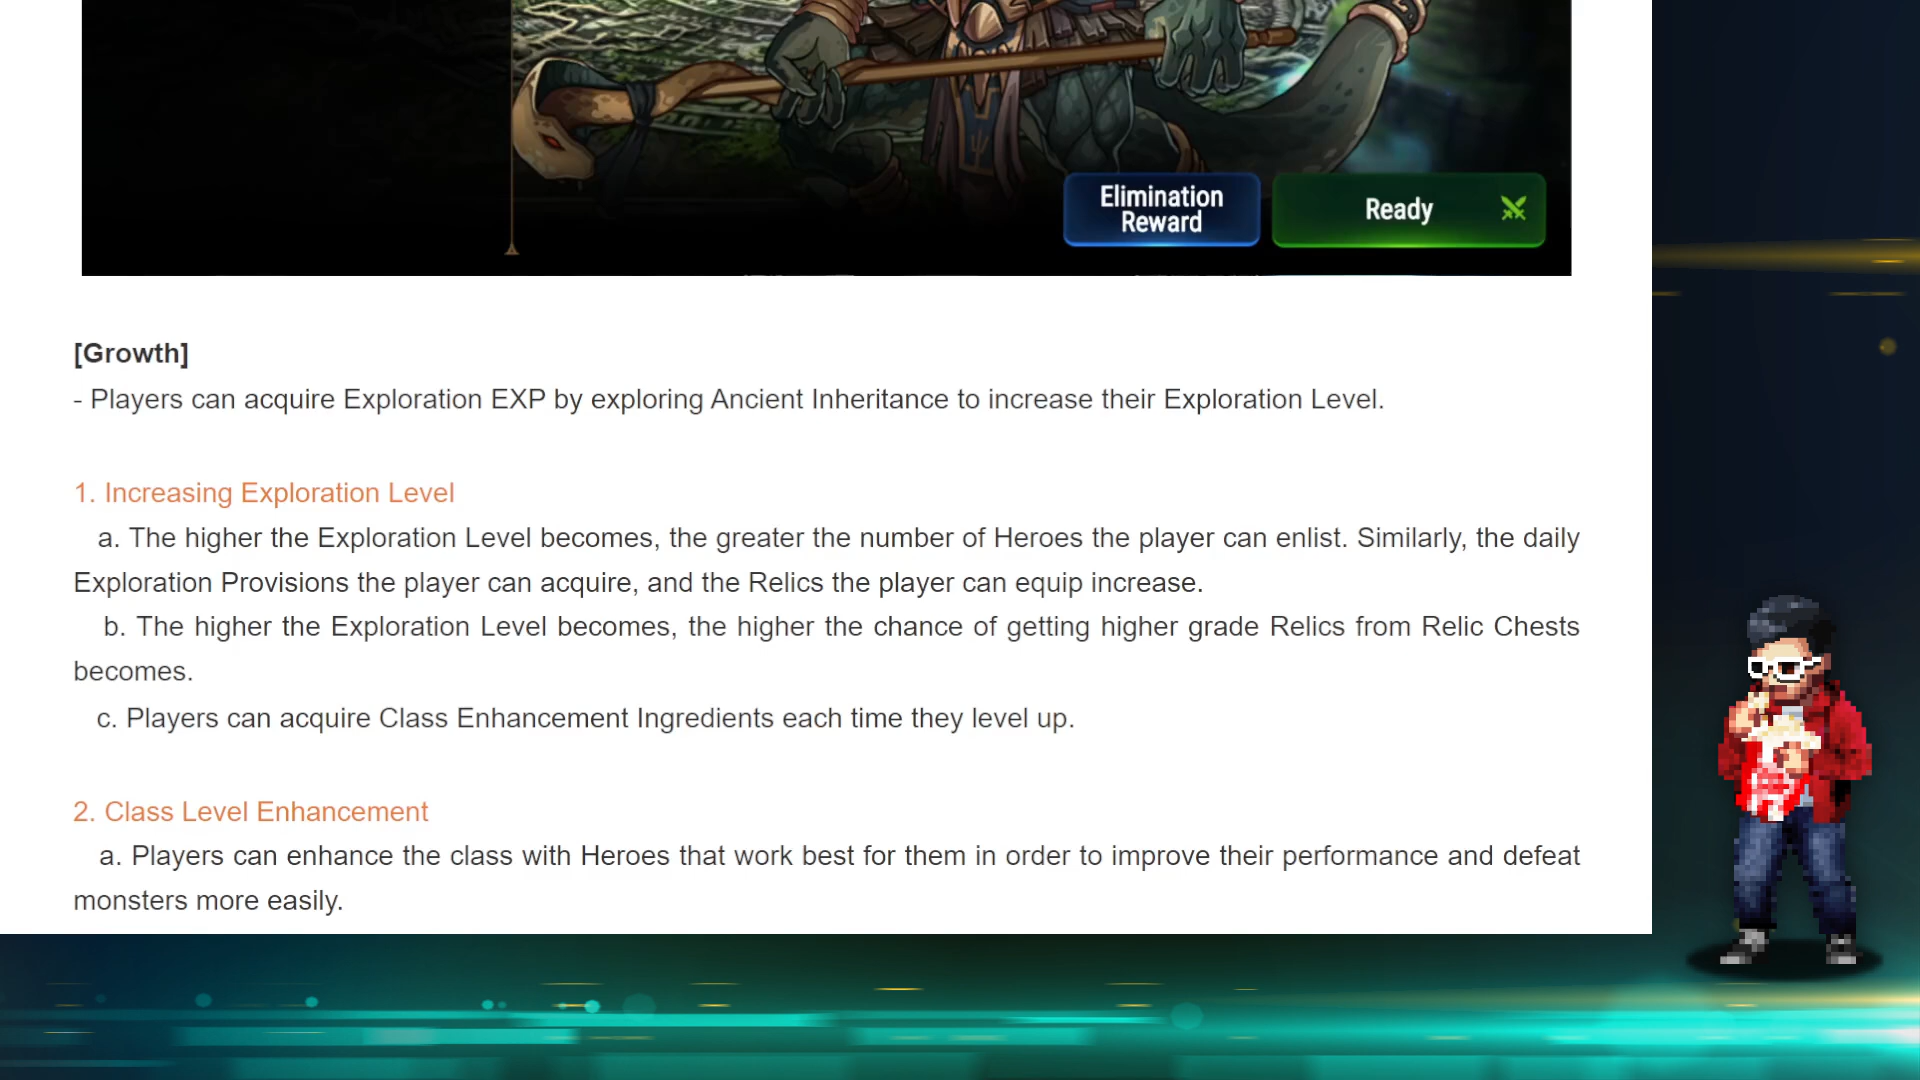 Elimination
Reward
Ready
[Growth]
- Players can acquire Exploration EXP by exploring Ancient Inheritance to increase their Exploration Level.
1. Increasing Exploration Level
a. The higher the Exploration Level becomes, the greater the number of Heroes the player can enlist. Similarly, the daily
Exploration Provisions the player can acquire, and the Relics the player can equip increase.
b. The higher the Exploration Level becomes, the higher the chance of getting higher grade Relics from Relic Chests
becomes.
c. Players can acquire Class Enhancement Ingredients each time they level up.
2. Class Level Enhancement
a. Players can enhance the class with Heroes that work best for them in order to improve their performance and defeat
monsters more easily.